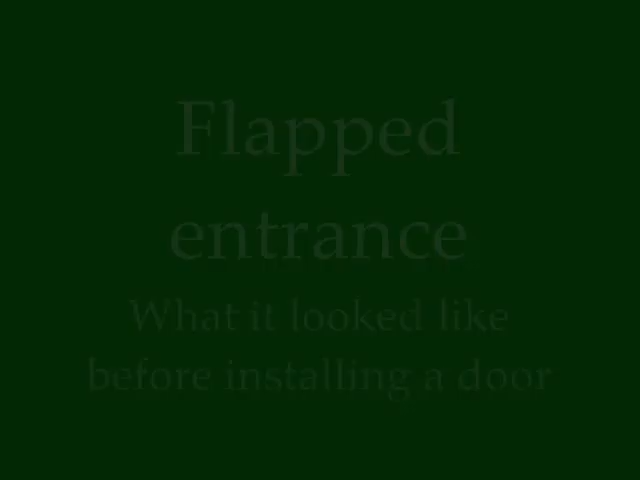 Flapped
entrance
What it looked like
before installing a door